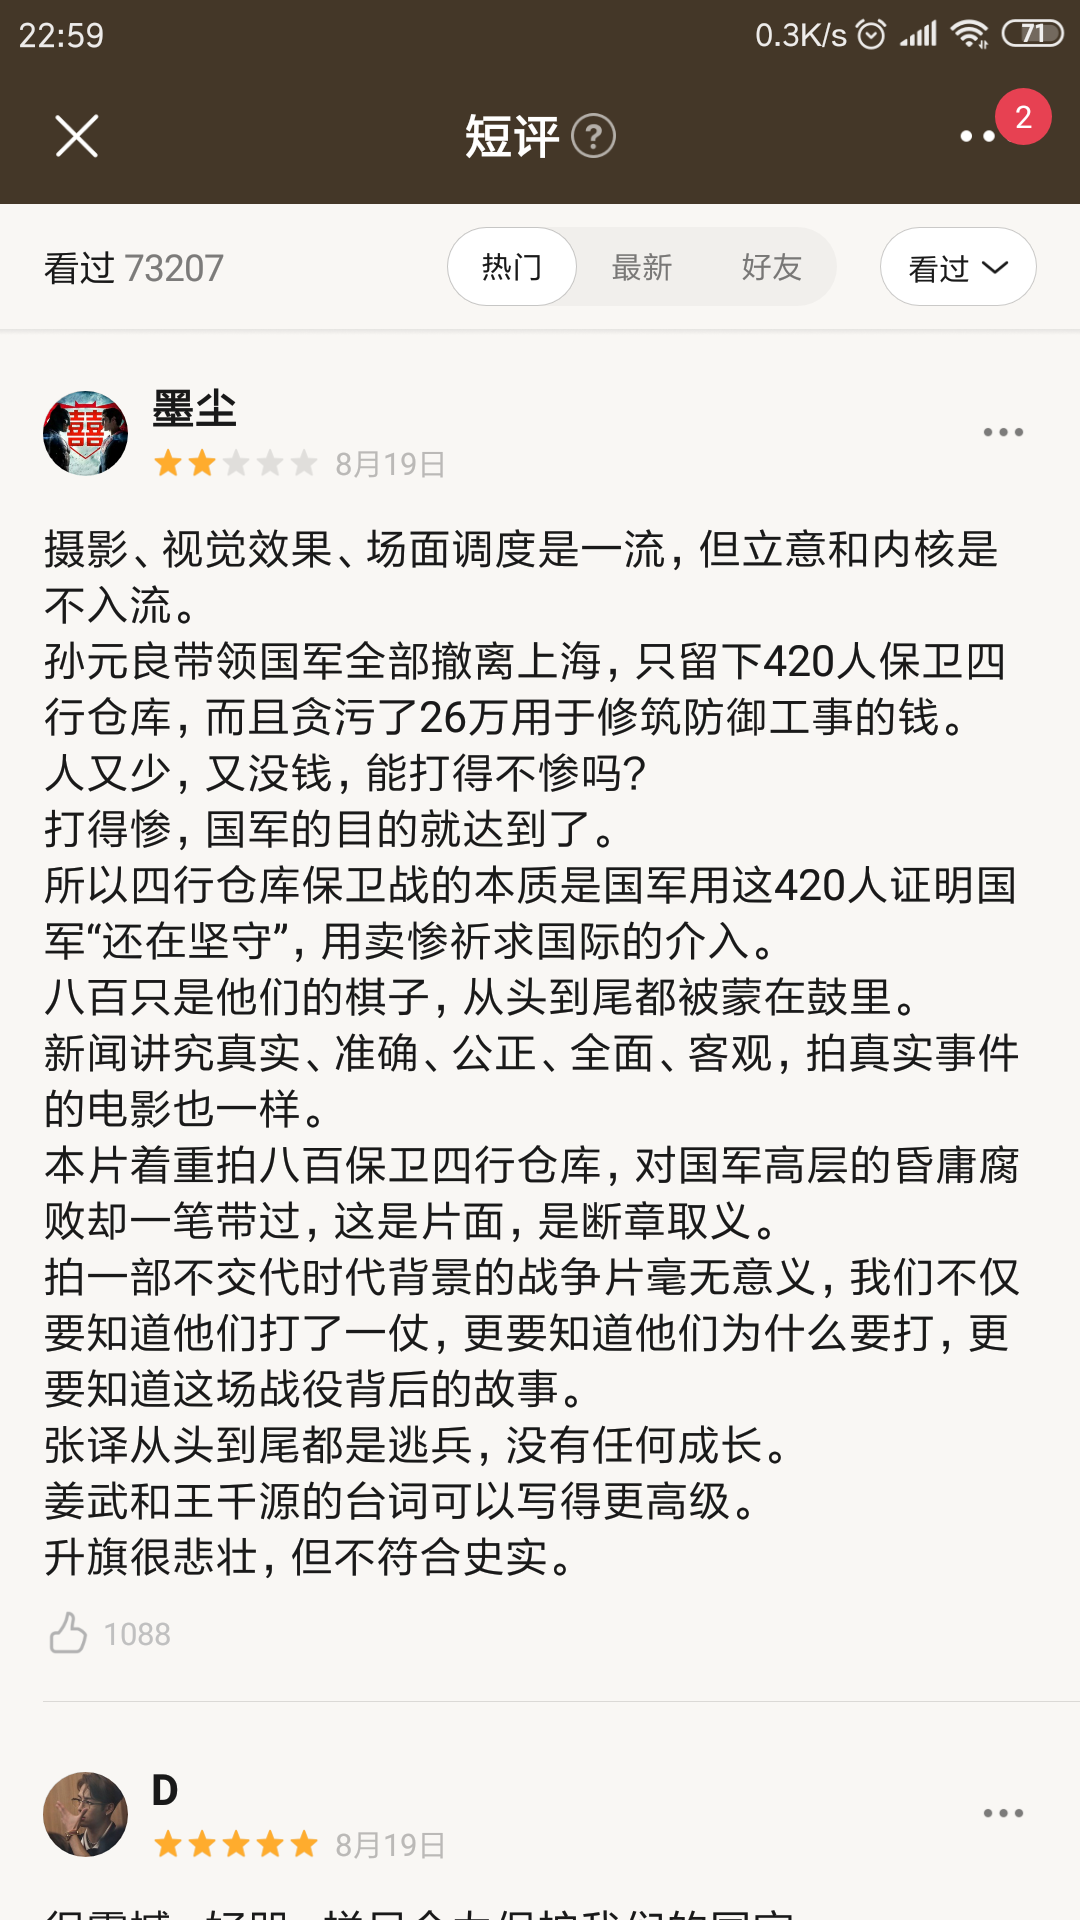 22:59
0.3K/s
71
短评 ?
2
看过 73207
热门
最新
好友
看过
墨尘
8月19日
摄影、视觉效果、场面调度是一流,但立意和内核是
不入流。
孙元良带领国军全部撤离上海,只留下420人保卫四
行仓库,而且贪污了26万用于修筑防御工事的钱。
人又少,又没钱,能打得不惨吗?
打得惨,国军的目的就达到了。
所以四行仓库保卫战的本质是国军用这420人证明国
军“还在坚守”,用卖惨祈求国际的介入。
八百只是他们的棋子,从头到尾都被蒙在鼓里。
新闻讲究真实、准确、公正、全面、客观,拍真实事件
的电影也一样。
本片着重拍八百保卫四行仓库,对国军高层的昏庸腐
败却一笔带过,这是片面,是断章取义。
拍一部不交代时代背景的战争片毫无意义,我们不仅
要知道他们打了一仗,更要知道他们为什么要打,更
要知道这场战役背后的故事。
张译从头到尾都是逃兵,没有任何成长。
姜武和王千源的台词可以写得更高级。
升旗很悲壮,但不符合史实。
1088
D
8月19日